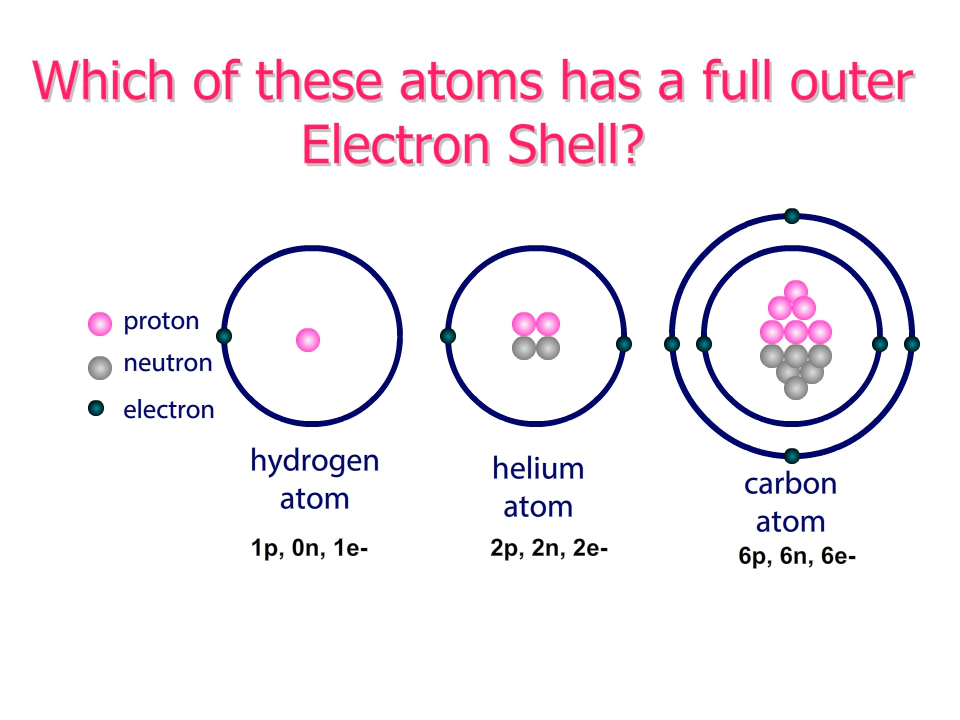 Which of these atoms has a full outer
Electron Shell?
proton
neutron
electron
hydrogen
atom
1p, 0n, 1e-
helium
atom
2p, 2n, 2e-
carbon
atom
6p, 6n, 6e-